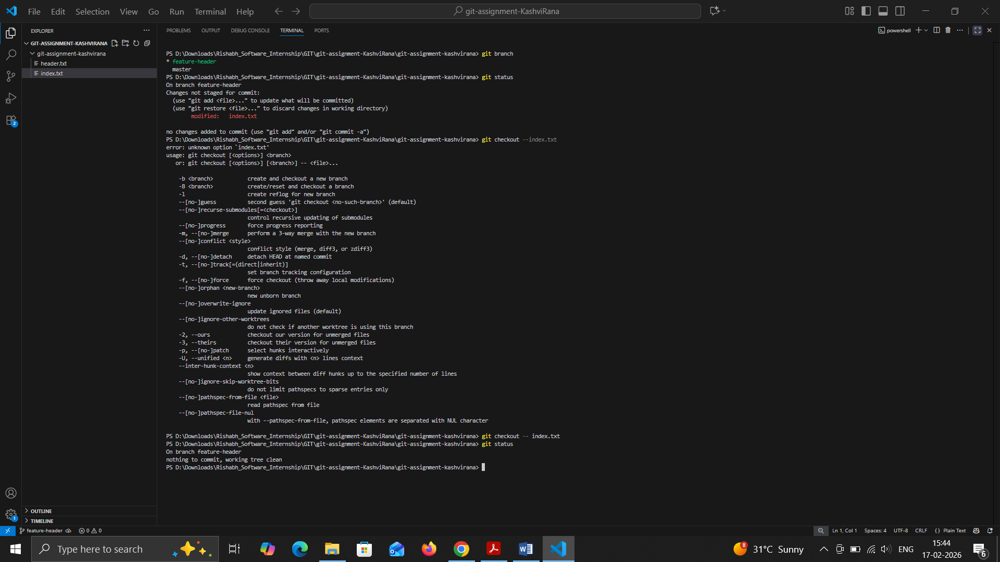 File Edit Selection View Go Run Terminal Help
git-assignment-KashviRana
EXPLORER
GIT-ASSIGNMENT-KASHVIRANA
git-assignment-kashvirana
header.txt
index.txt
OUTLINE
TIMELINE
PROBLEMS OUTPUT DEBUG CONSOLE TERMINAL PORTS
powershell
PS D:\Downloads\Rishabh_Software_Internship\GIT\git-assignment-KashviRana\git-assignment-kashvirana> git branch
* feature-header
master
PS D:\Downloads\Rishabh_Software_Internship\GIT\git-assignment-KashviRana\git-assignment-kashvirana> git status
On branch feature-header
Changes not staged for commit:
(use "git add <file>..." to update what will be committed)
(use "git restore <file>..." to discard changes in working directory)
modified: index.txt
no changes added to commit (use "git add" and/or "git commit -a")
PS D:\Downloads\Rishabh_Software_Internship\GIT\git-assignment-KashviRana\git-assignment-kashvirana> git checkout --index.txt
error: unknown option `index.txt'
usage: git checkout [<options>] <branch>
or: git checkout [<options>] [<branch>] -- <file>...
-b <branch> create and checkout a new branch
-B <branch> create/reset and checkout a branch
-l create reflog for new branch
--[no-]guess second guess 'git checkout <no-such-branch>' (default)
--[no-]recurse-submodules[=<checkout>]
control recursive updating of submodules
--[no-]progress force progress reporting
-m, --[no-]merge perform a 3-way merge with the new branch
--[no-]conflict <style>
conflict style (merge, diff3, or zdiff3)
-d, --[no-]detach detach HEAD at named commit
-t, --[no-]track[=(direct|inherit)]
set branch tracking configuration
-f, --[no-]force force checkout (throw away local modifications)
--[no-]orphan <new-branch>
new unborn branch
--[no-]overwrite-ignore
update ignored files (default)
--[no-]ignore-other-worktrees
do not check if another worktree is using this branch
-2, --ours checkout our version for unmerged files
-3, --theirs checkout their version for unmerged files
-p, --[no-]patch select hunks interactively
-U, --unified <n> generate diffs with <n> lines context
--inter-hunk-context <n>
show context between diff hunks up to the specified number of lines
--[no-]ignore-skip-worktree-bits
do not limit pathspecs to sparse entries only
--[no-]pathspec-from-file <file>
read pathspec from file
--[no-]pathspec-file-nul
with --pathspec-from-file, pathspec elements are separated with NUL character
PS D:\Downloads\Rishabh_Software_Internship\GIT\git-assignment-KashviRana\git-assignment-kashvirana> git checkout -- index.txt
PS D:\Downloads\Rishabh_Software_Internship\GIT\git-assignment-KashviRana\git-assignment-kashvirana> git status
On branch feature-header
nothing to commit, working tree clean
PS D:\Downloads\Rishabh_Software_Internship\GIT\git-assignment-KashviRana\git-assignment-kashvirana>
2
1
feature-header 0 0 Ln 1, Col 1 Spaces: 4 UTF-8 CRLF {} Plain Text
Type here to search
8 31°C Sunny ENG
15:44
17-02-2026
6